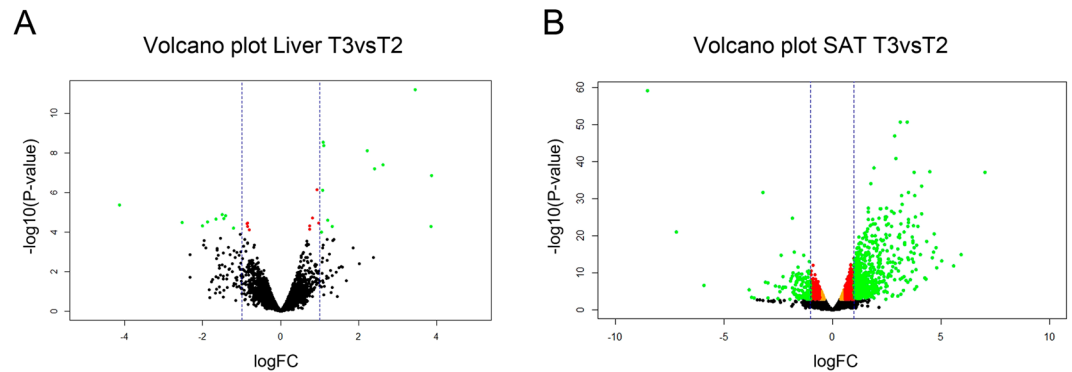 A
B
Volcano plot Liver T3vsT2
Volcano plot SAT T3vsT2
-log10(P-value)
10
8
6
4
2
0
-4
-2
0
2
4
logFC
-log10(P-value)
60
50
40
30
20
10
0
-10
-5
0
5
10
logFC